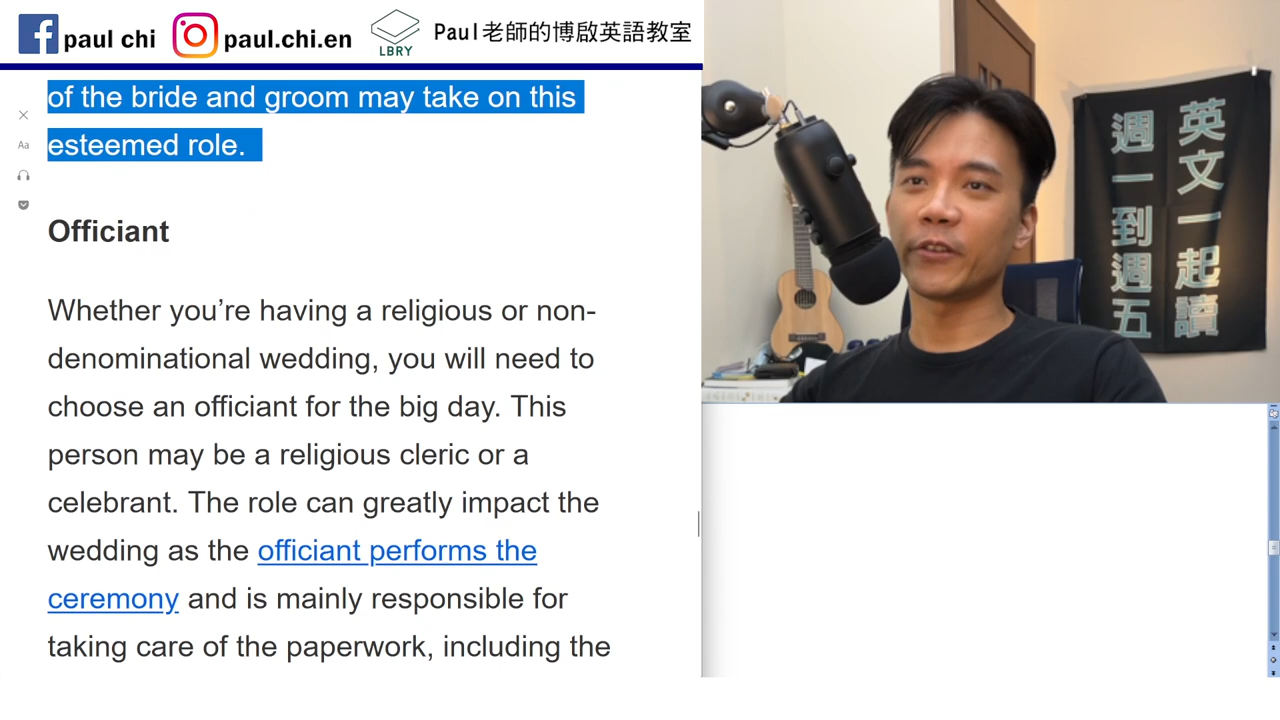 paul chi
paul.chi.en
LBRY
Paul老師的博啟英語教室
of the bride and groom may take on this
esteemed role.
Aa
Officiant
Whether you’re having a religious or non-
denominational wedding, you will need to
choose an officiant for the big day. This
person may be a religious cleric or a
celebrant. The role can greatly impact the
wedding as the officiant performs the
ceremony and is mainly responsible for
taking care of the paperwork, including the
英文一起讀
週一到週五